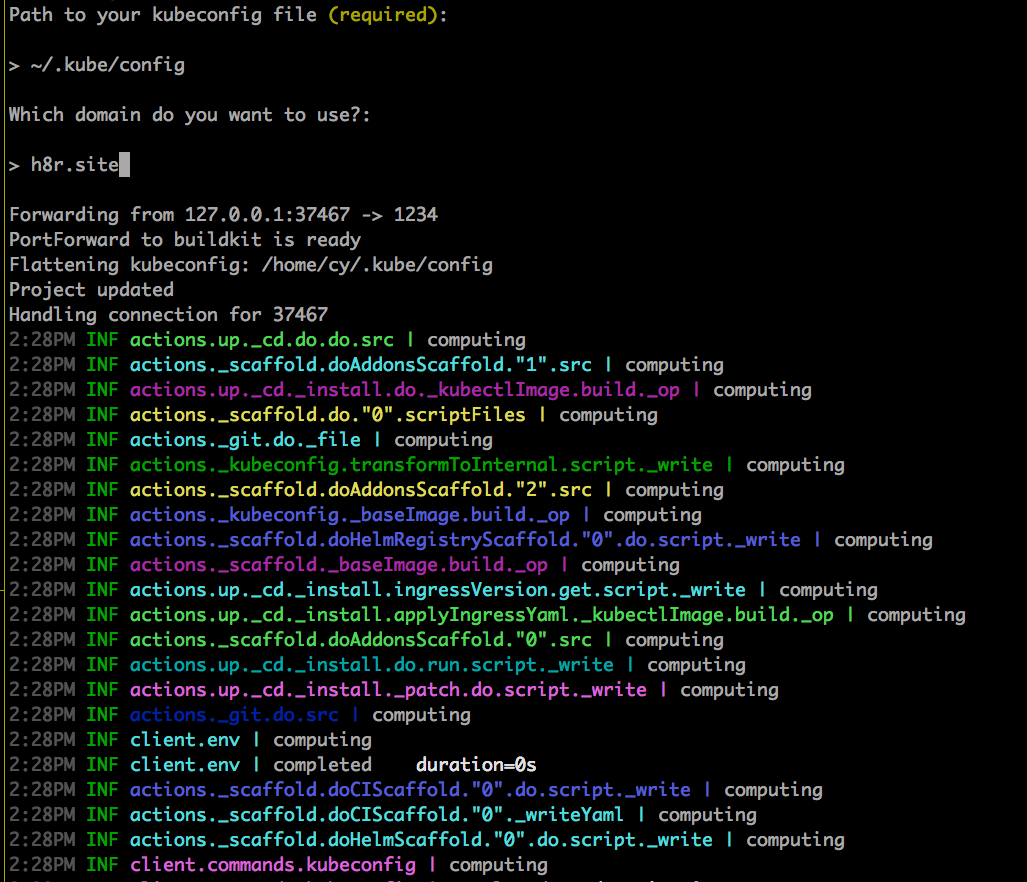 Path to your kubeconfig file (required):
> ~/.kube/config
Which domain do you want to use?:
> h8r.site
Forwarding from 127.0.0.1:37467 -> 1234
PortForward to buildkit is ready
Flattening kubeconfig: /home/cy/.kube/config
Project updated
Handling connection for 37467
2:28PM INF actions.up._cd.do.do.src | computing
2:28PM INF actions._scaffold.doAddonsScaffold."1".src | computing
2:28PM INF actions.up._cd._install.do._kubectlImage.build._op | computing
2:28PM INF actions._scaffold.do."0".scriptFiles | computing
2:28PM INF actions._git.do._file | computing
2:28PM INF actions._kubeconfig.transformToInternal.script._write | computing
2:28PM INF actions._scaffold.doAddonsScaffold."2".src | computing
2:28PM INF actions._kubeconfig._baseImage.build._op | computing
2:28PM INF actions._scaffold.doHelmRegistryScaffold."0".do.script._write | computing
2:28PM INF actions._scaffold._baseImage.build._op | computing
2:28PM INF actions.up._cd._install.ingressVersion.get.script._write | computing
2:28PM INF actions.up._cd._install.applyIngressYaml._kubectlImage.build._op | computing
2:28PM INF actions._scaffold.doAddonsScaffold."0".src | computing
2:28PM INF actions.up._cd._install.do.run.script._write | computing
2:28PM INF actions.up._cd._install._patch.do.script._write | computing
2:28PM INF actions._git.do.src | computing
2:28PM INF client.env | computing
2:28PM INF client.env | completed    duration=0s
2:28PM INF actions._scaffold.doCIScaffold."0".do.script._write | computing
2:28PM INF actions._scaffold.doCIScaffold."0"._writeYaml | computing
2:28PM INF actions._scaffold.doHelmScaffold."0".do.script._write | computing
2:28PM INF client.commands.kubeconfig | computing